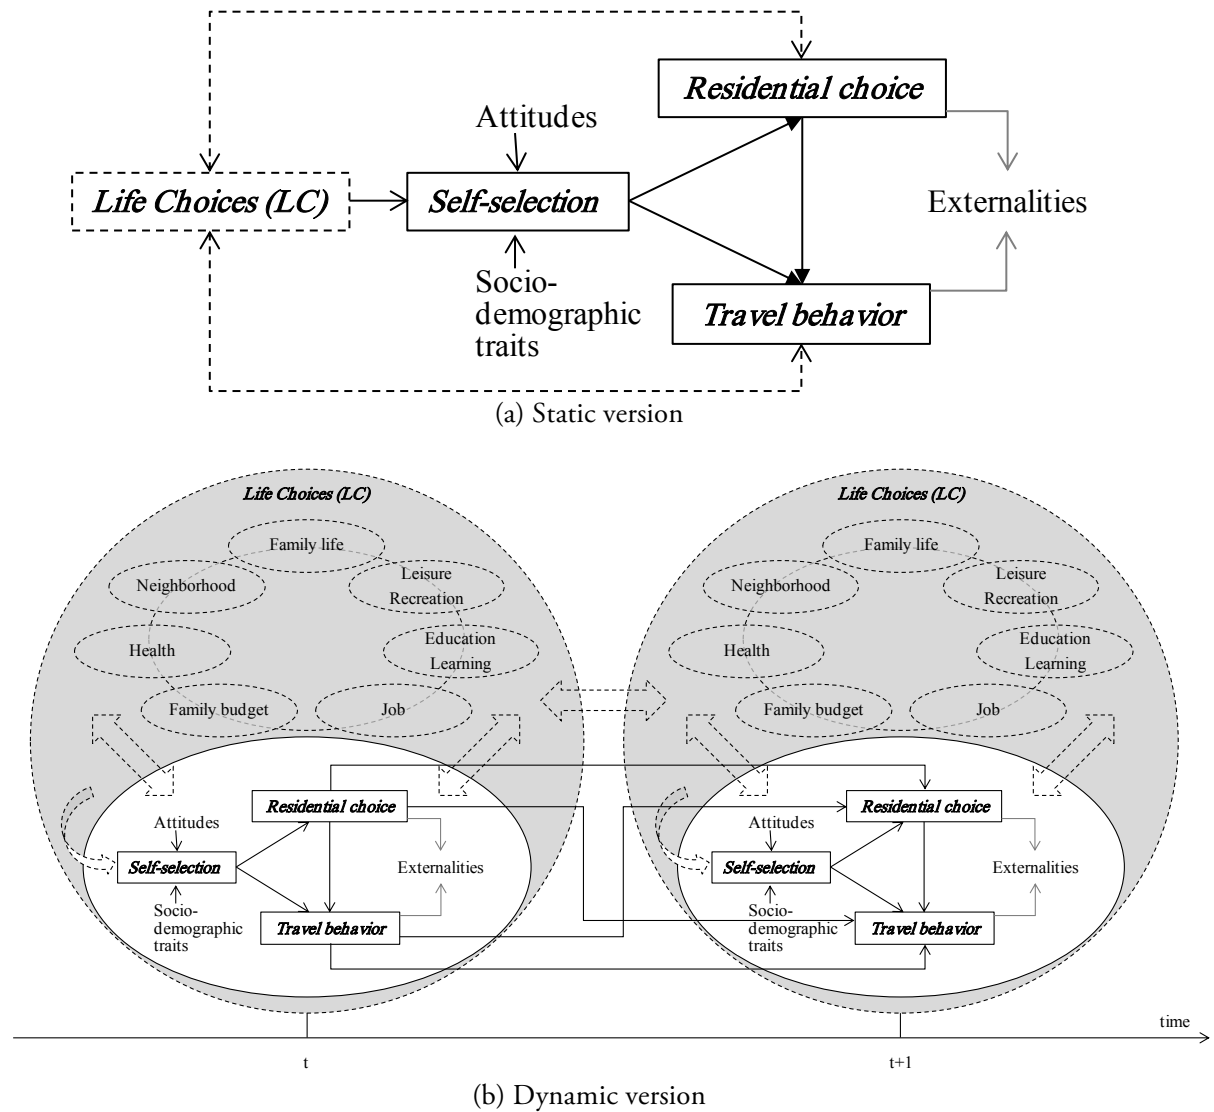 Residential choice
Attitudes
Life Choices (LC)
Self-selection
Externalities
Socio-
demographic
traits
Travel behavior
(a) Static version
Life Choices (LC)
Family life
Neighborhood
Leisure
Recreation
Health
Education
Learning
Family budget
Job
Residential choice
Attitudes
Self-selection
Externalities
Socio-
demographic
traits
Travel behavior
Life Choices (LC)
Family life
Neighborhood
Leisure
Recreation
Health
Education
Learning
Family budget
Job
Residential choice
Attitudes
Self-selection
Externalities
Socio-
demographic
traits
Travel behavior
time
t
t+1
(b) Dynamic version